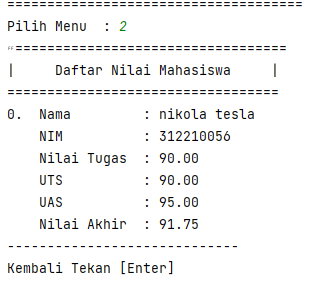 =====================================
Pilih Menu  : 2
==================================
|     Daftar Nilai Mahasiswa     |
==================================
0.  Nama         : nikola tesla
    NIM          : 312210056
    Nilai Tugas  : 90.00
    UTS          : 90.00
    UAS          : 95.00
    Nilai Akhir  : 91.75
-----------------------------
Kembali Tekan [Enter]